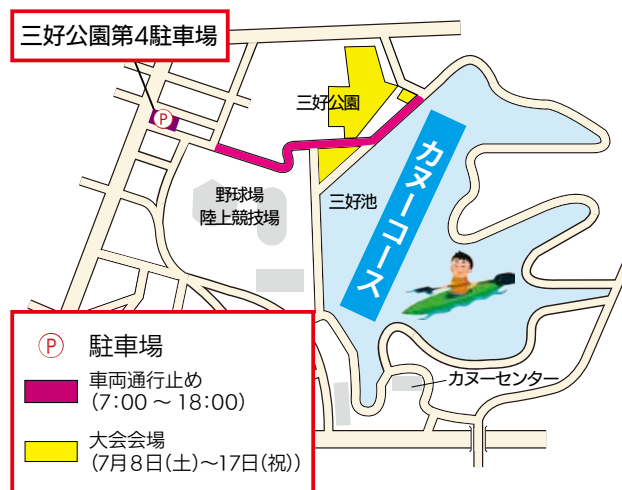 三好公園第4駐車場
P
三好公園
カヌーコース
野球場
陸上競技場
三好池
カヌーセンター
P 駐車場
車両通行止め
(7:00 ～ 18:00)
大会会場
(7月8日(土)～17日(祝))